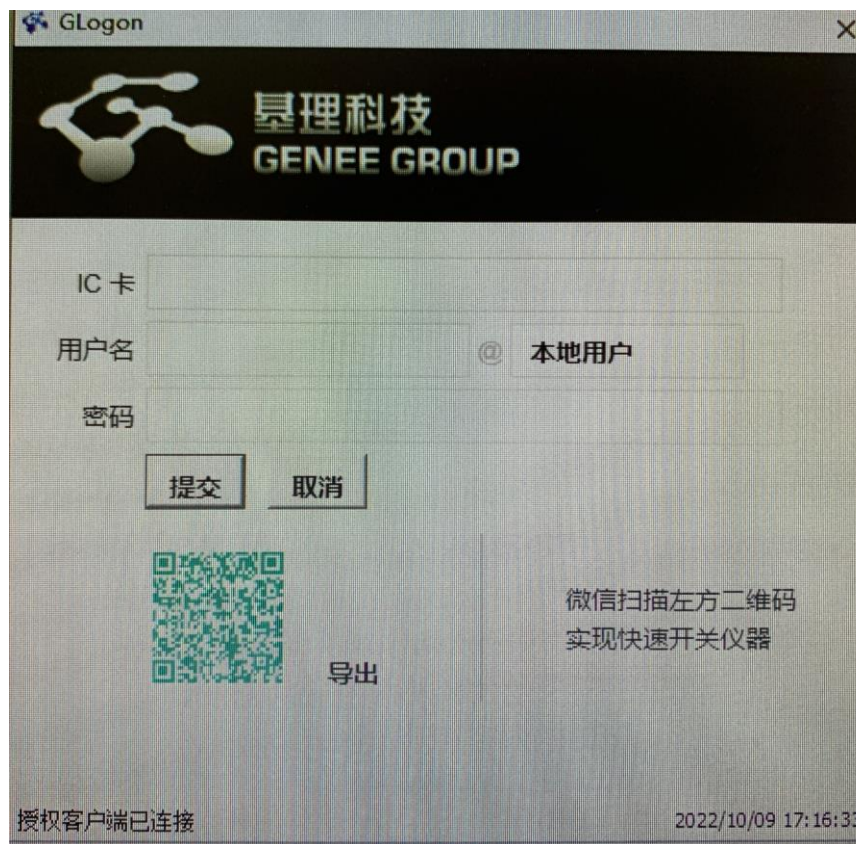 GLogon
基理科技
GENEE GROUP
IC 卡
用户名 @ 本地用户
密码
提交 取消
微信扫描左方二维码
实现快速开关仪器
导出
授权客户端已连接 2022/10/09 17:16:33